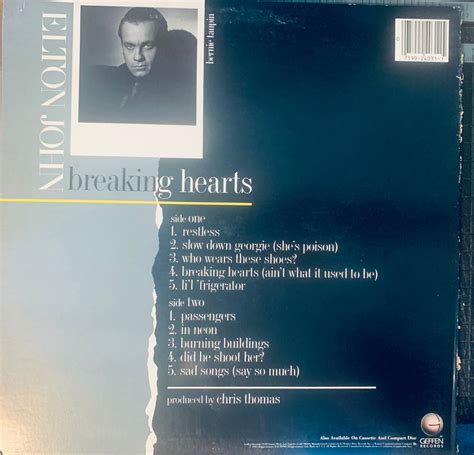 ELTON JOHN
bernie taupin
breaking hearts
side one
1. restless
2. slow down georgie (she's poison)
3. who wears these shoes?
4. breaking hearts (ain't what it used to be)
5. li'l 'frigerator
side two
1. passengers
2. in neon
3. burning buildings
4. did he shoot her?
5. sad songs (say so much)
produced by chris thomas
Also Available On Cassette And Compact Disc
GEFFEN
RECORDS